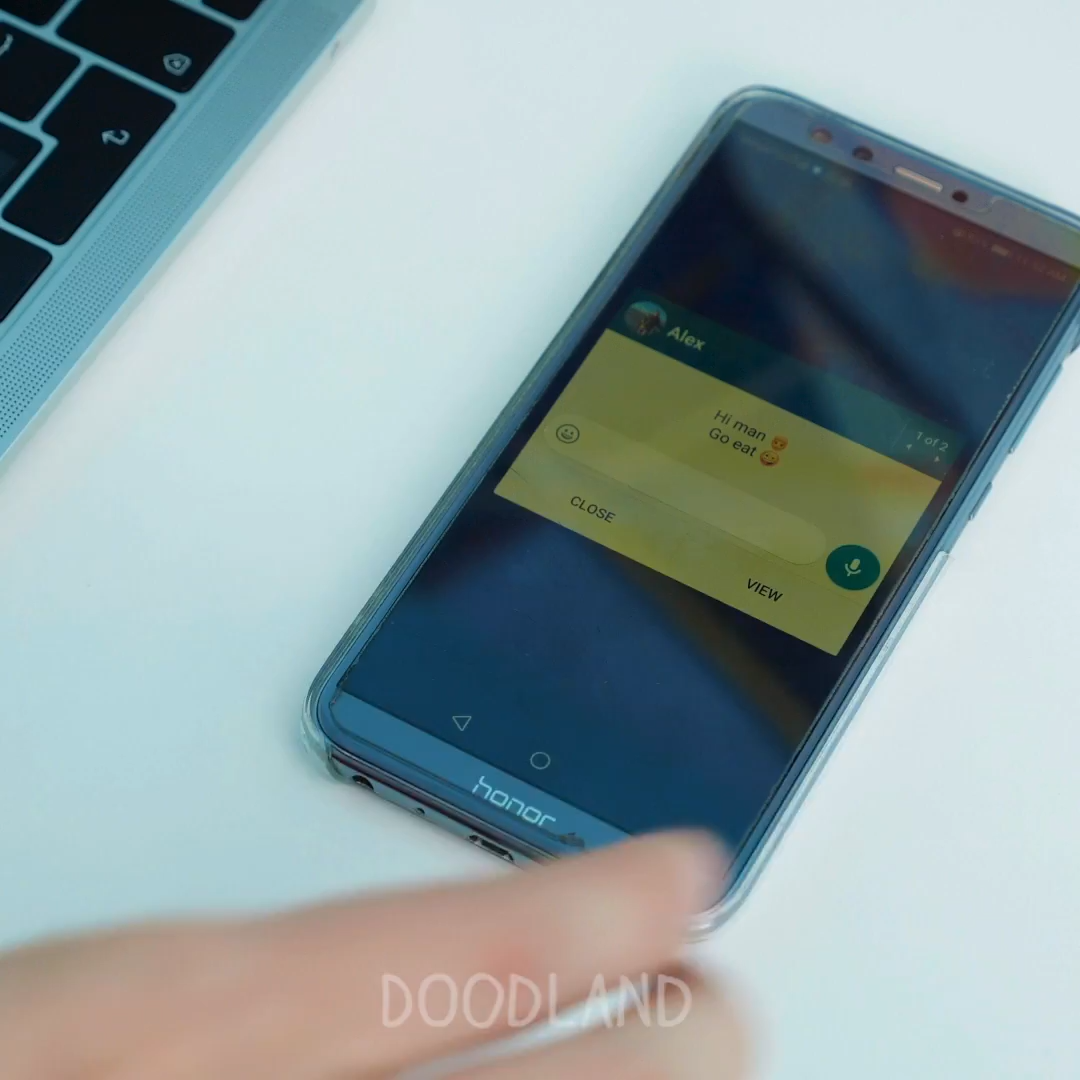 Alex
1 of 2
Hi man 😠
Go eat 😀
CLOSE
VIEW
honor
DOODLAND